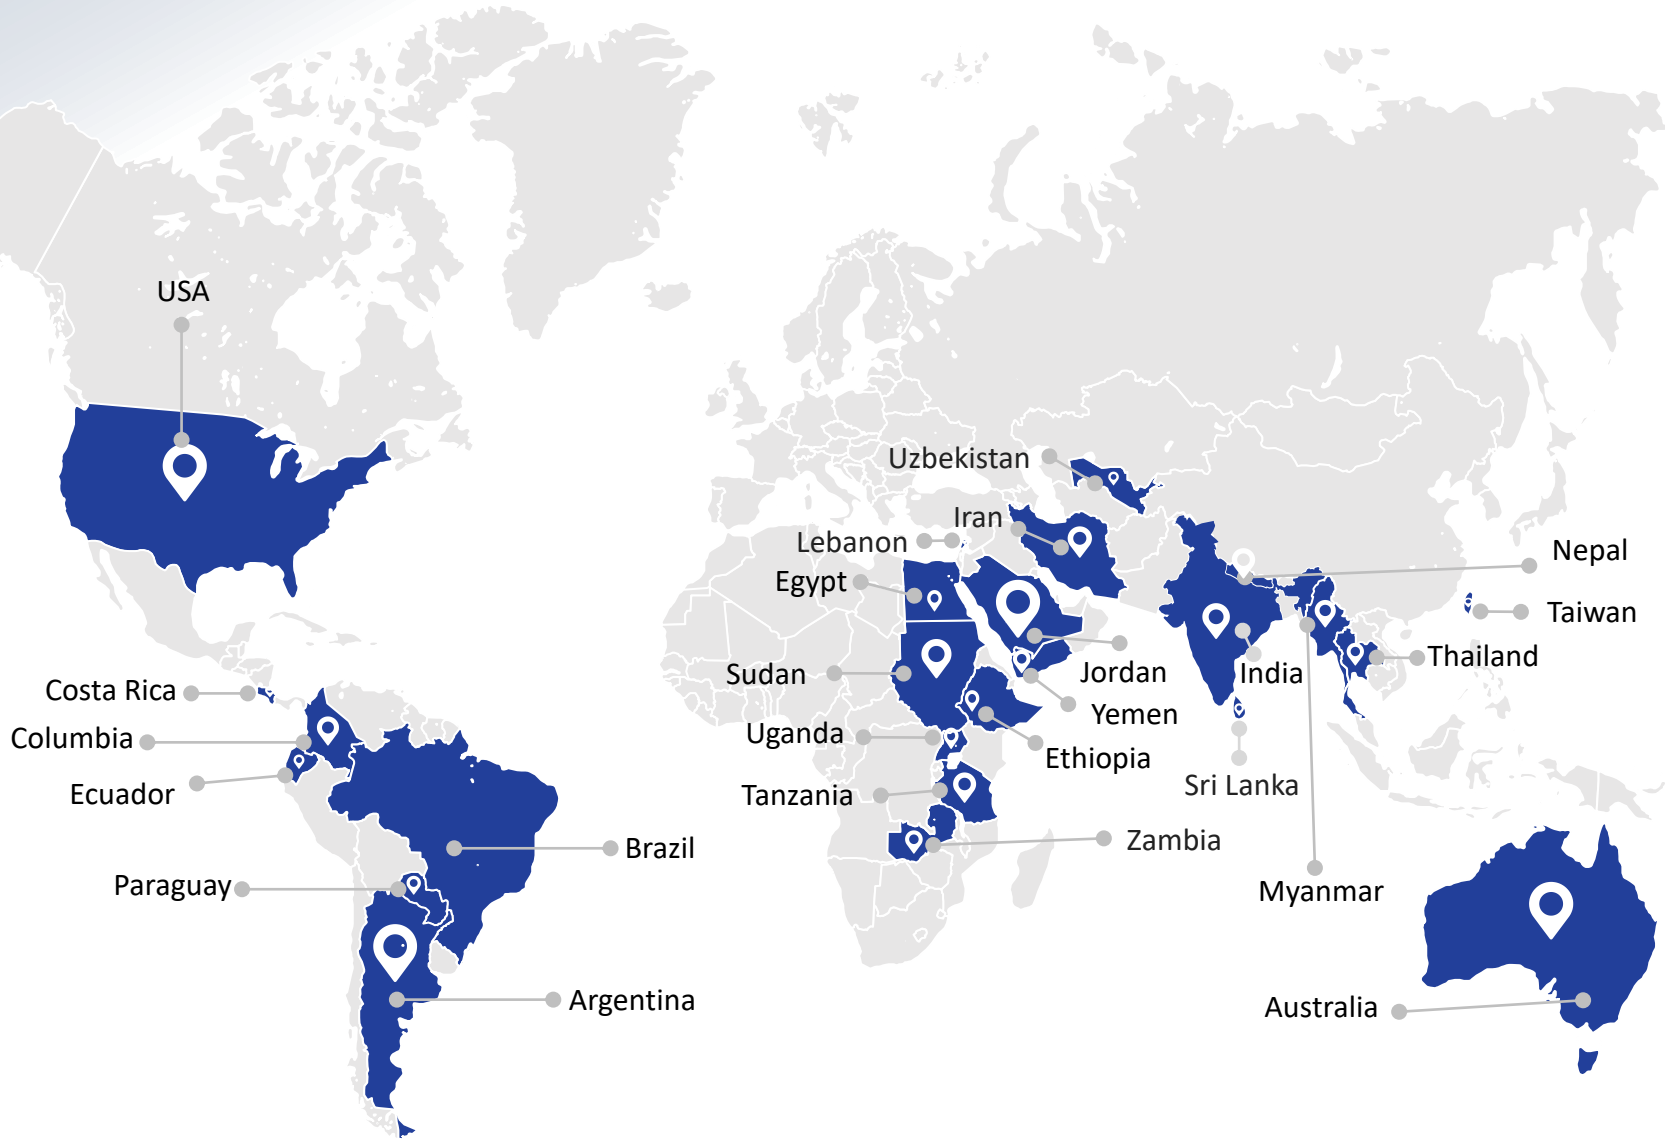 USA
Uzbekistan
Iran
Lebanon
Nepal
Egypt
Taiwan
Thailand
Jordan
India
Sudan
Costa Rica
Yemen
Uganda
Columbia
Ethiopia
Sri Lanka
Ecuador
Tanzania
Zambia
Brazil
Paraguay
Myanmar
Argentina
Australia